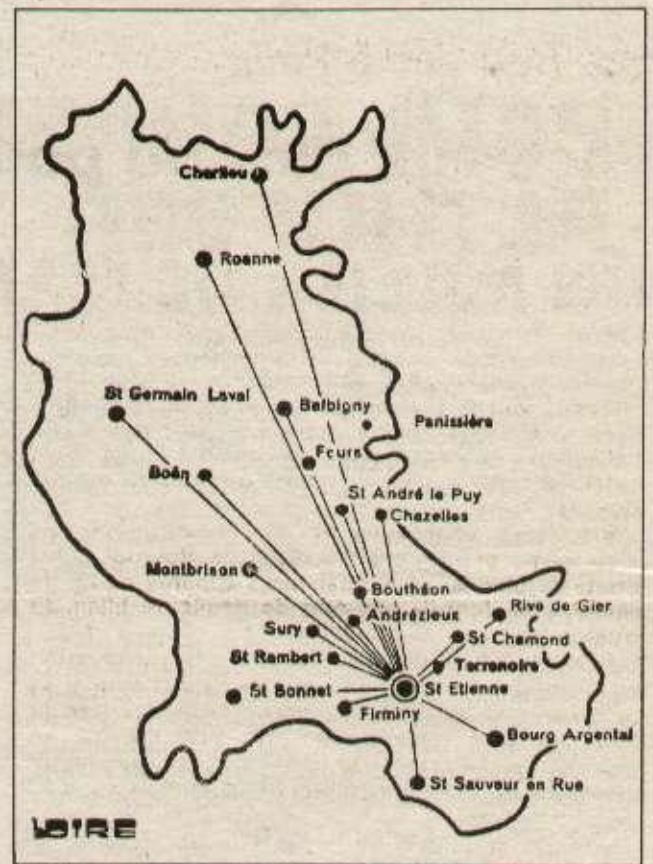 Charlieu
Roanne
St Germain Laval
Balbigny
Panissière
Feurs
Boën
St André le Puy
Chazelles
Montbrison
Bouthéon
Rive de Gier
Andrézieux
Sury
St Chamond
St Rambert
Terrenoire
St Etienne
St Bonnet
Firminy
Bourg Argental
St Sauveur en Rue
LOIRE